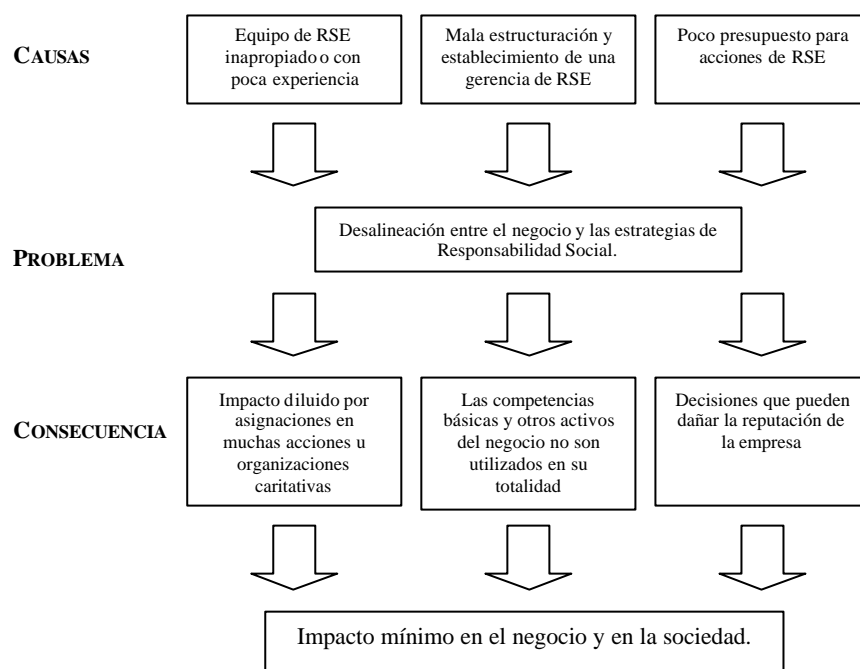 CAUSAS
Equipo de RSE
inapropiado o con
poca experiencia
Mala estructuración y
establecimiento de una
gerencia de RSE
Poco presupuesto para
acciones de RSE
PROBLEMA
Desalineación entre el negocio y las estrategias de
Responsabilidad Social.
CONSECUENCIA
Impacto diluido por
asignaciones en
muchas acciones u
organizaciones
caritativas
Las competencias
básicas y otros activos
del negocio no son
utilizados en su
totalidad
Decisiones que pueden
dañar la reputación de
la empresa
Impacto mínimo en el negocio y en la sociedad.